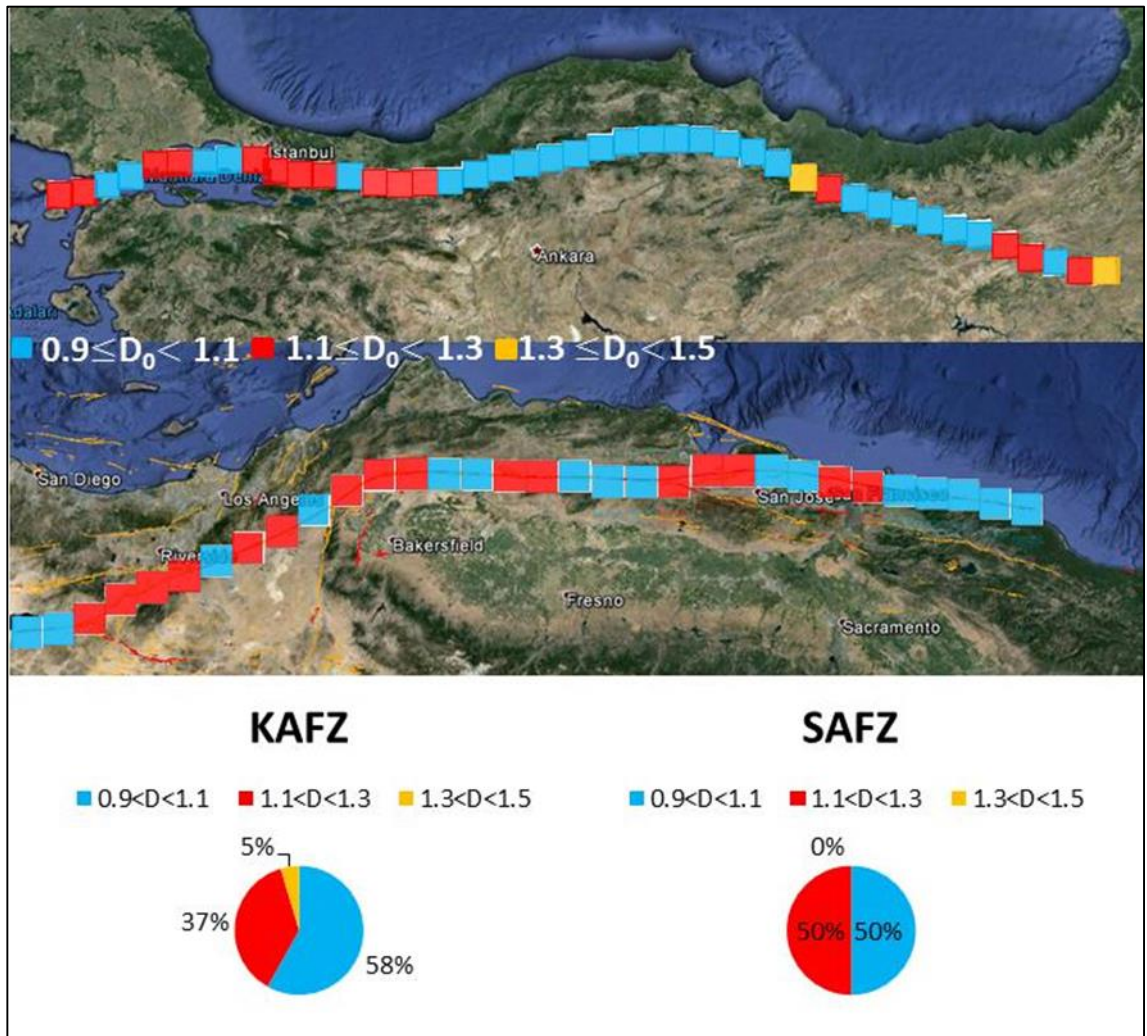 Istanbul
Ankara
0.9≤D₀< 1.1 1.1≤D₀< 1.3 1.3 ≤D₀<1.5
San Diego
Los Ange
San Jose
Bakersfield
Fresno
Sacramento
KAFZ SAFZ
0.9<D<1.1 1.1<D<1.3 1.3<D<1.5 0.9<D<1.1 1.1<D<1.3 1.3<D<1.5
5% 0%
37% 50% 50%
58%